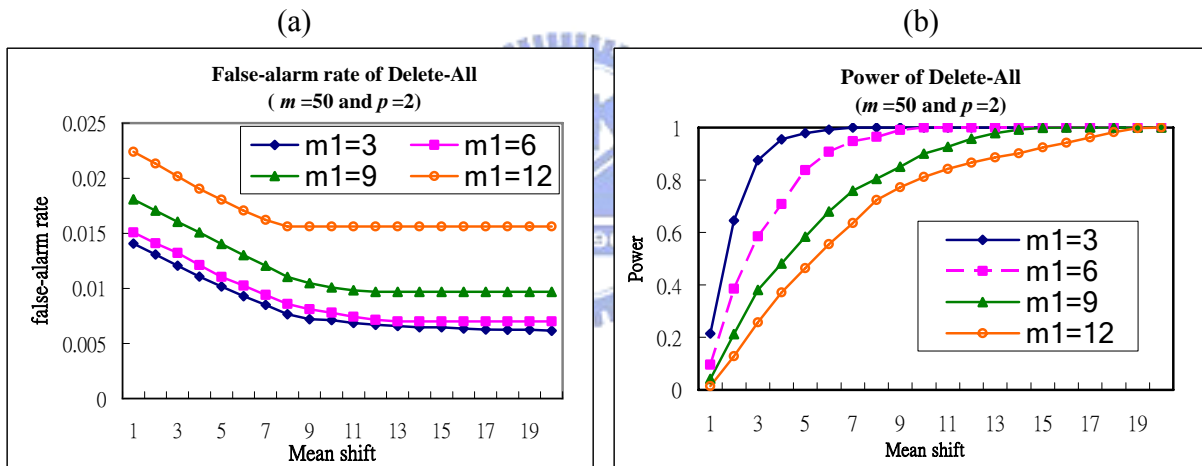 (a)
False-alarm rate of Delete-All
( m =50 and p =2)
false-alarm rate
0.025
0.02
0.015
0.01
0.005
0
m1=3
m1=6
m1=9
m1=12
1 3 5 7 9 11 13 15 17 19
Mean shift
(b)
Power of Delete-All
(m=50 and p=2)
Power
1
0.8
0.6
0.4
0.2
0
m1=3
m1=6
m1=9
m1=12
1 3 5 7 9 11 13 15 17 19
Mean shift